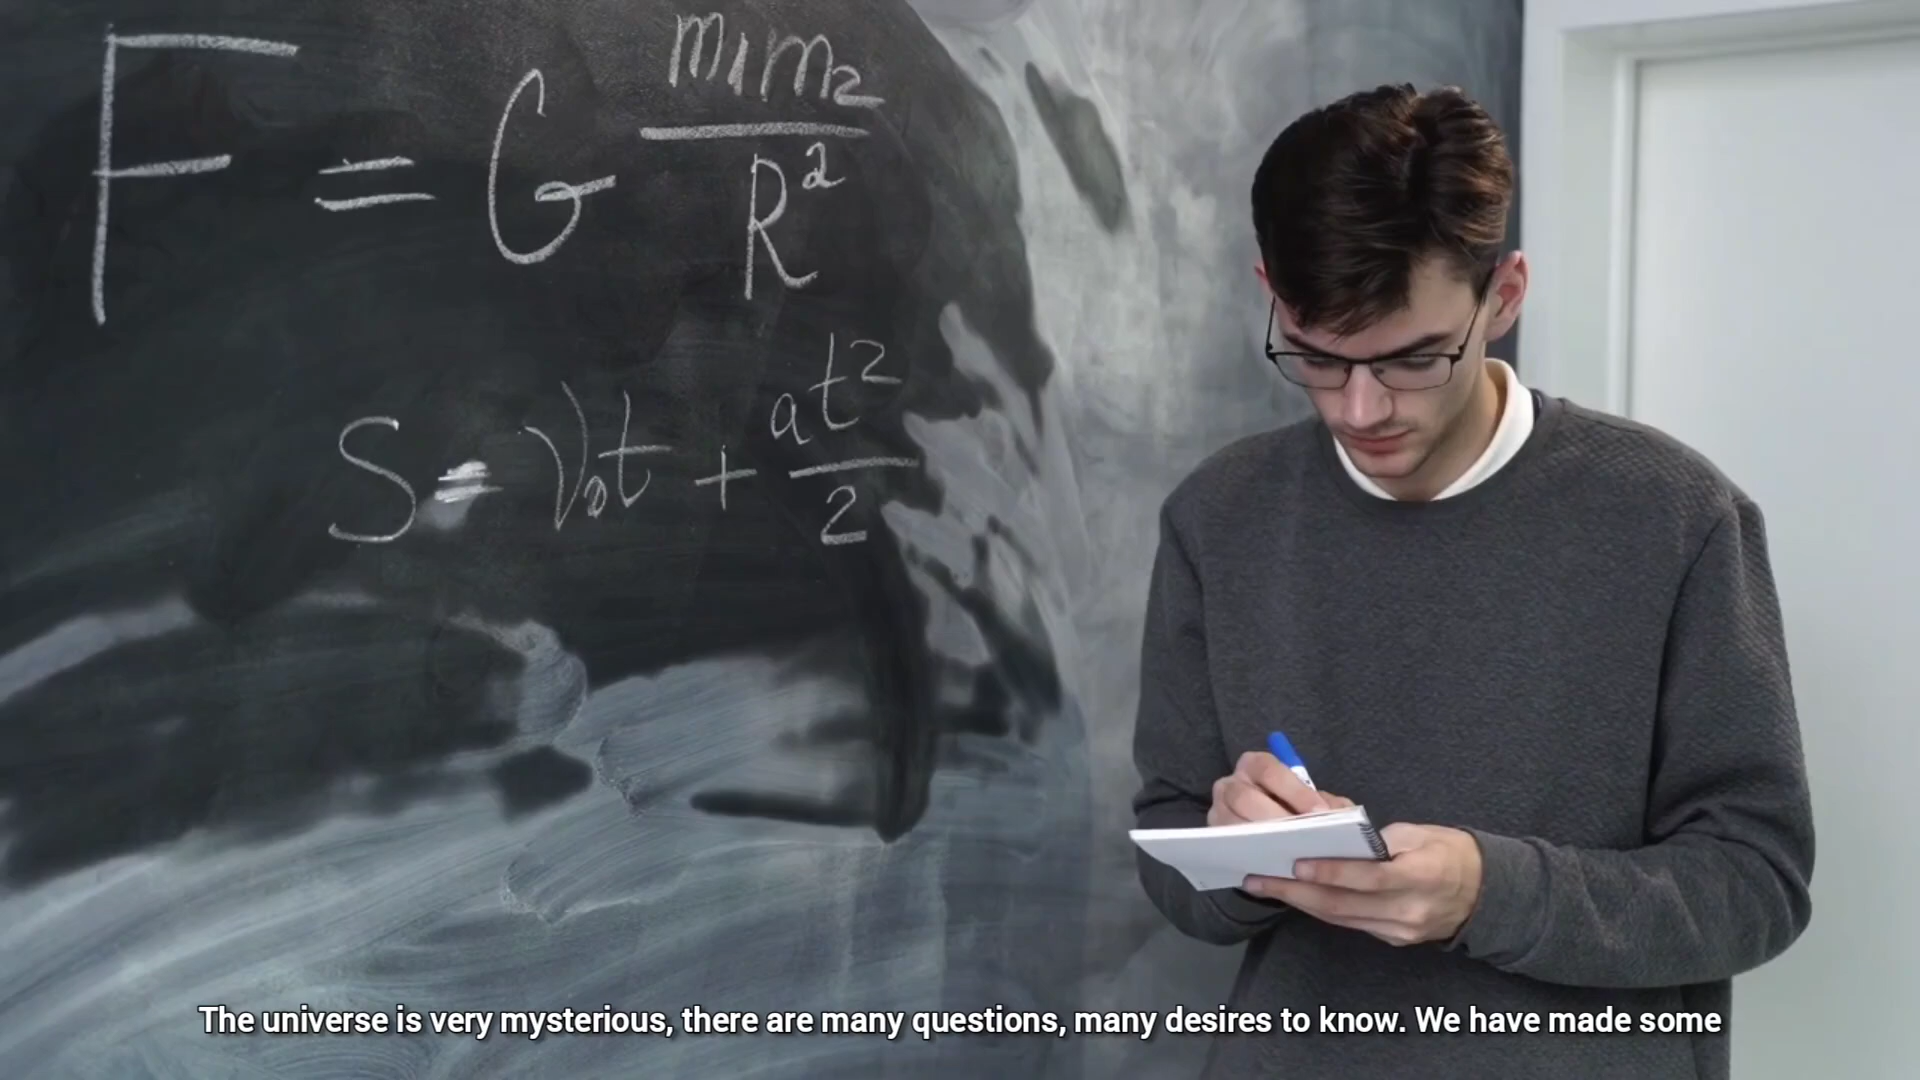 F = G m1m2/R²
S = V₀t + at²/2
The universe is very mysterious, there are many questions, many desires to know. We have made some